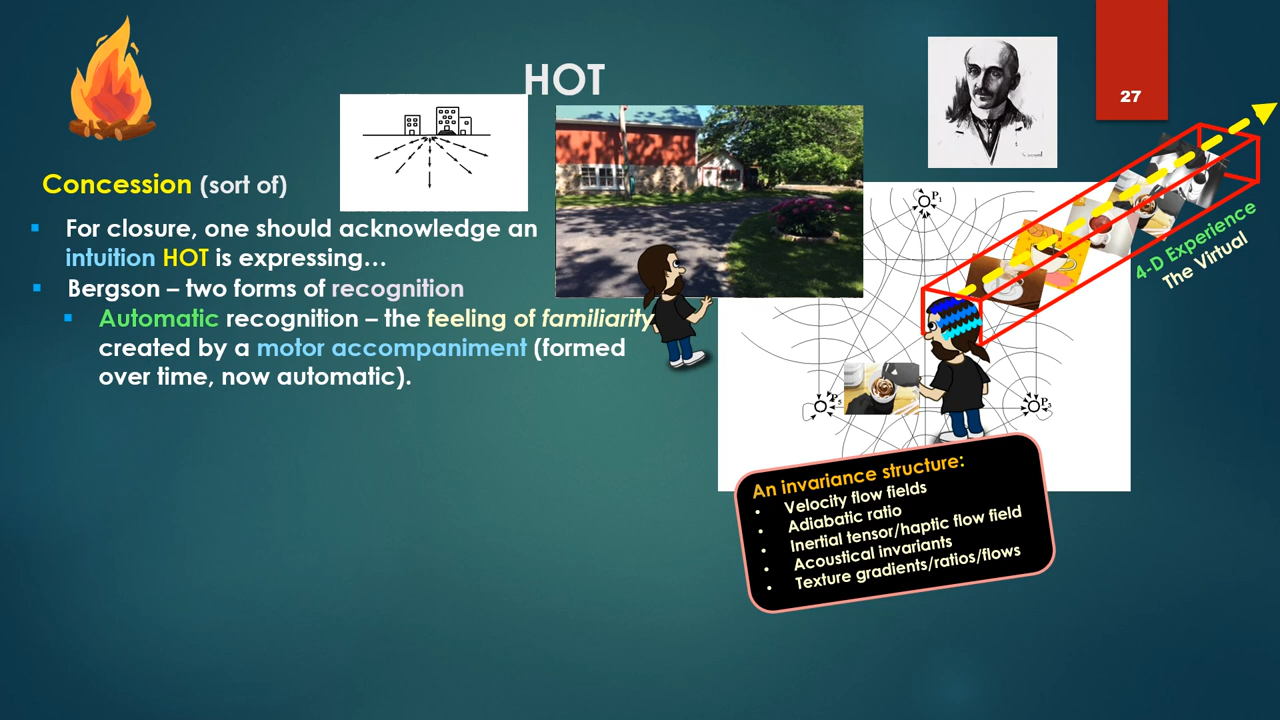 HOT
27
Concession (sort of)
For closure, one should acknowledge an
intuition HOT is expressing…
Bergson – two forms of recognition
Automatic recognition – the feeling of familiarity
created by a motor accompaniment (formed
over time, now automatic).
P1
4-D Experience
The Virtual
P3
An invariance structure:
• Velocity flow fields
• Adiabatic ratio
• Inertial tensor/haptic flow field
• Acoustical invariants
• Texture gradients/ratios/flows